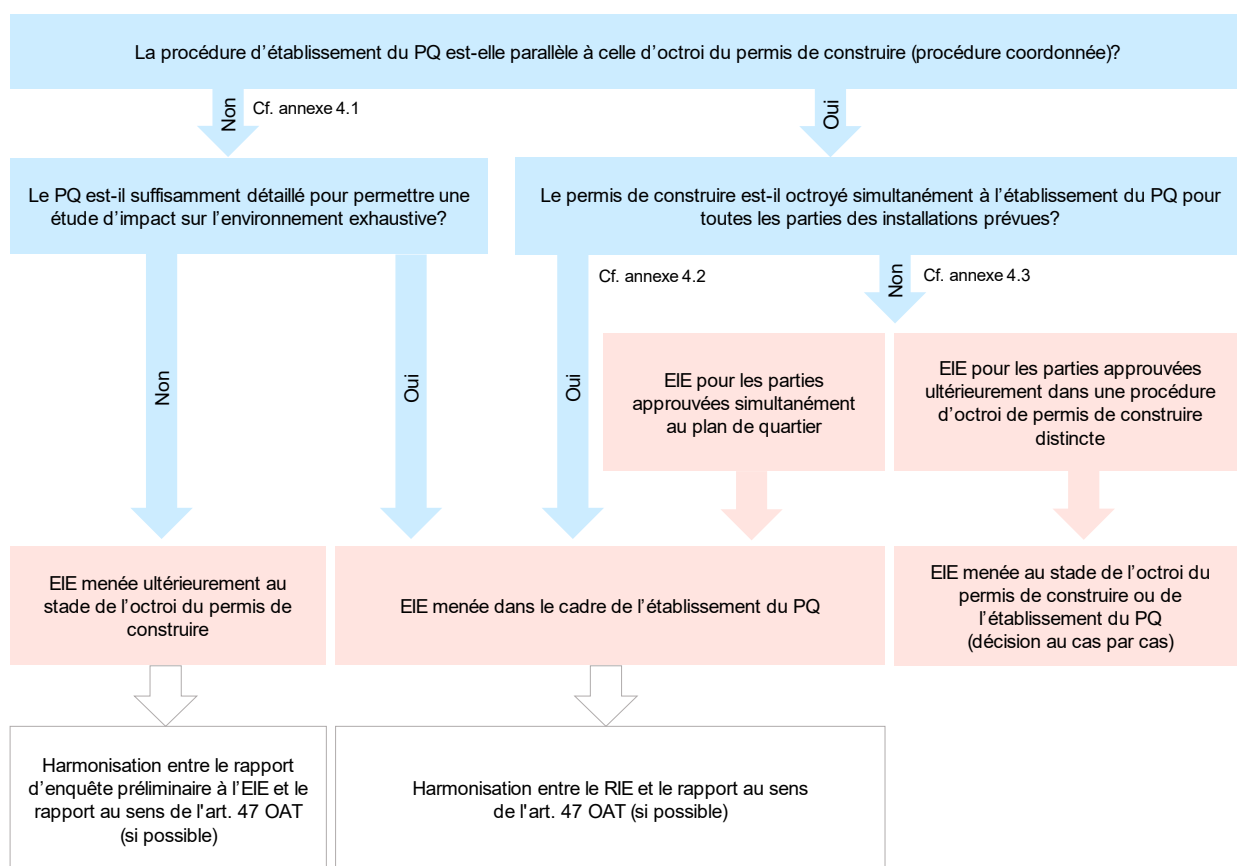 La procédure d’établissement du PQ est-elle parallèle à celle d’octroi du permis de construire (procédure coordonnée)?
Non
Cf. annexe 4.1
Oui
Le PQ est-il suffisamment détaillé pour permettre une
étude d’impact sur l’environnement exhaustive?
Le permis de construire est-il octroyé simultanément à l’établissement du PQ pour
toutes les parties des installations prévues?
Non
Oui
Oui
Cf. annexe 4.2
Non
Cf. annexe 4.3
EIE pour les parties
approuvées simultanément
au plan de quartier
EIE pour les parties approuvées
ultérieurement dans une procédure
d’octroi de permis de construire
distincte
EIE menée ultérieurement au
stade de l’octroi du permis de
construire
EIE menée dans le cadre de l’établissement du PQ
EIE menée au stade de l’octroi du
permis de construire ou de
l’établissement du PQ
(décision au cas par cas)
Harmonisation entre le rapport
d’enquête préliminaire à l’EIE et le
rapport au sens de l'art. 47 OAT
(si possible)
Harmonisation entre le RIE et le rapport au sens
de l'art. 47 OAT (si possible)